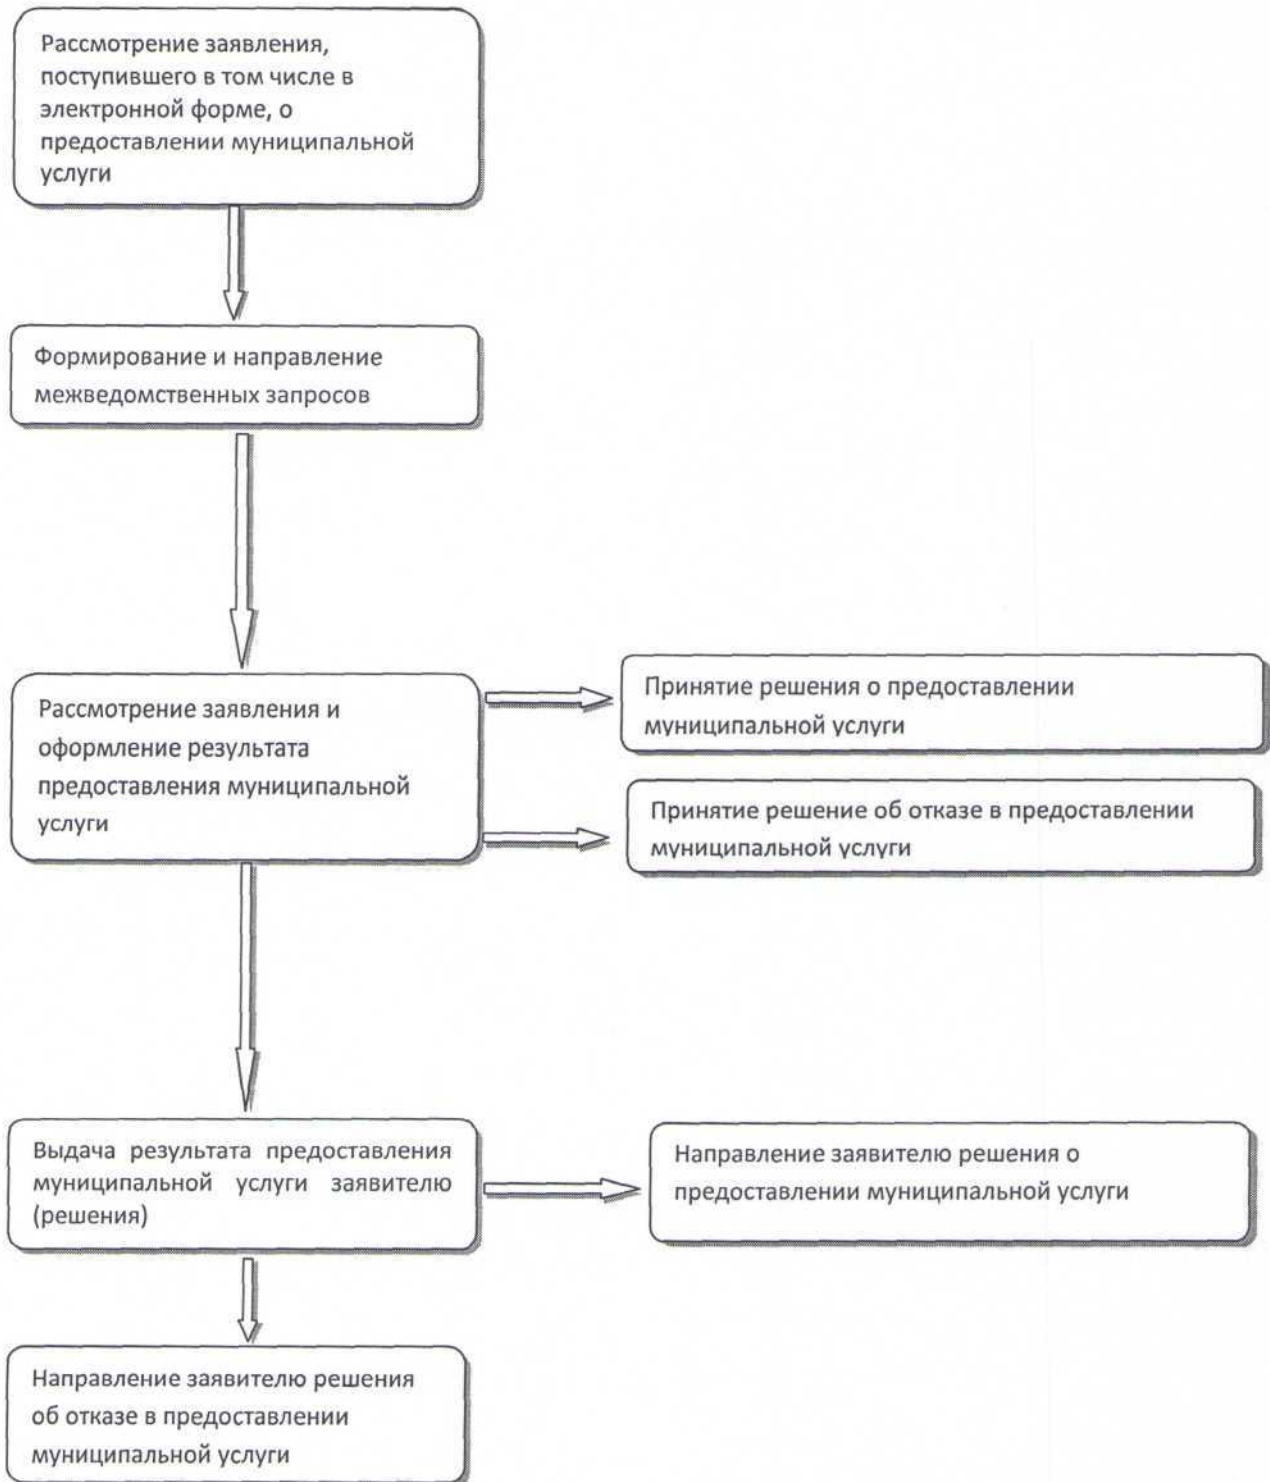 Рассмотрение заявления,
поступившего в том числе в
электронной форме, о
предоставлении муниципальной
услуги
Формирование и направление
межведомственных запросов
Рассмотрение заявления и
оформление результата
предоставления муниципальной
услуги
Принятие решения о предоставлении
муниципальной услуги
Принятие решение об отказе в предоставлении
муниципальной услуги
Выдача результата предоставления
муниципальной услуги заявителю
(решения)
Направление заявителю решения о
предоставлении муниципальной услуги
Направление заявителю решения
об отказе в предоставлении
муниципальной услуги